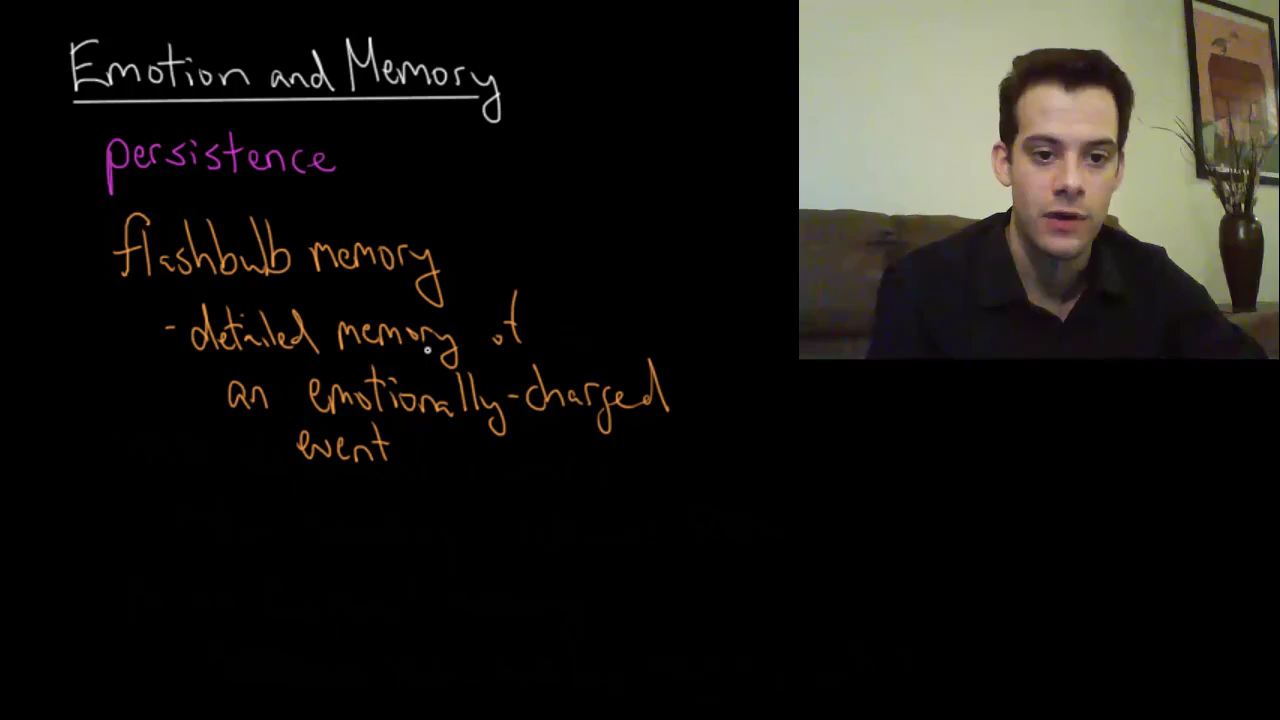 Emotion and Memory
persistence
flashbulb memory
- detailed memory of
an emotionally-charged
event